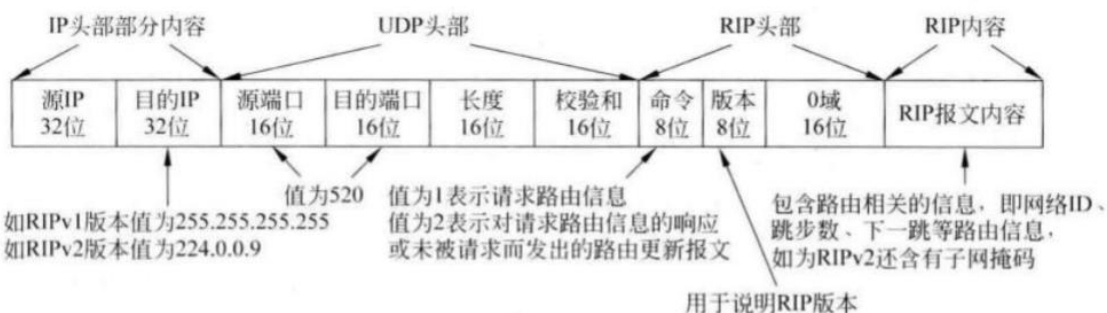 IP头部部分内容 UDP头部 RIP头部 RIP内容
源IP 目的IP 源端口 目的端口 长度 校验和 命令 版本 0域 RIP报文内容
32位 32位 16位 16位 16位 16位 8位 8位 16位
值为520 值为1表示请求路由信息 包含路由相关的信息，即网络ID、
如RIPv1版本值为255.255.255.255 值为2表示对请求路由信息的响应 跳步数、下一跳等路由信息，
如RIPv2版本值为224.0.0.9 或未被请求而发出的路由更新报文 如为RIPv2还含有子网掩码
用于说明RIP版本